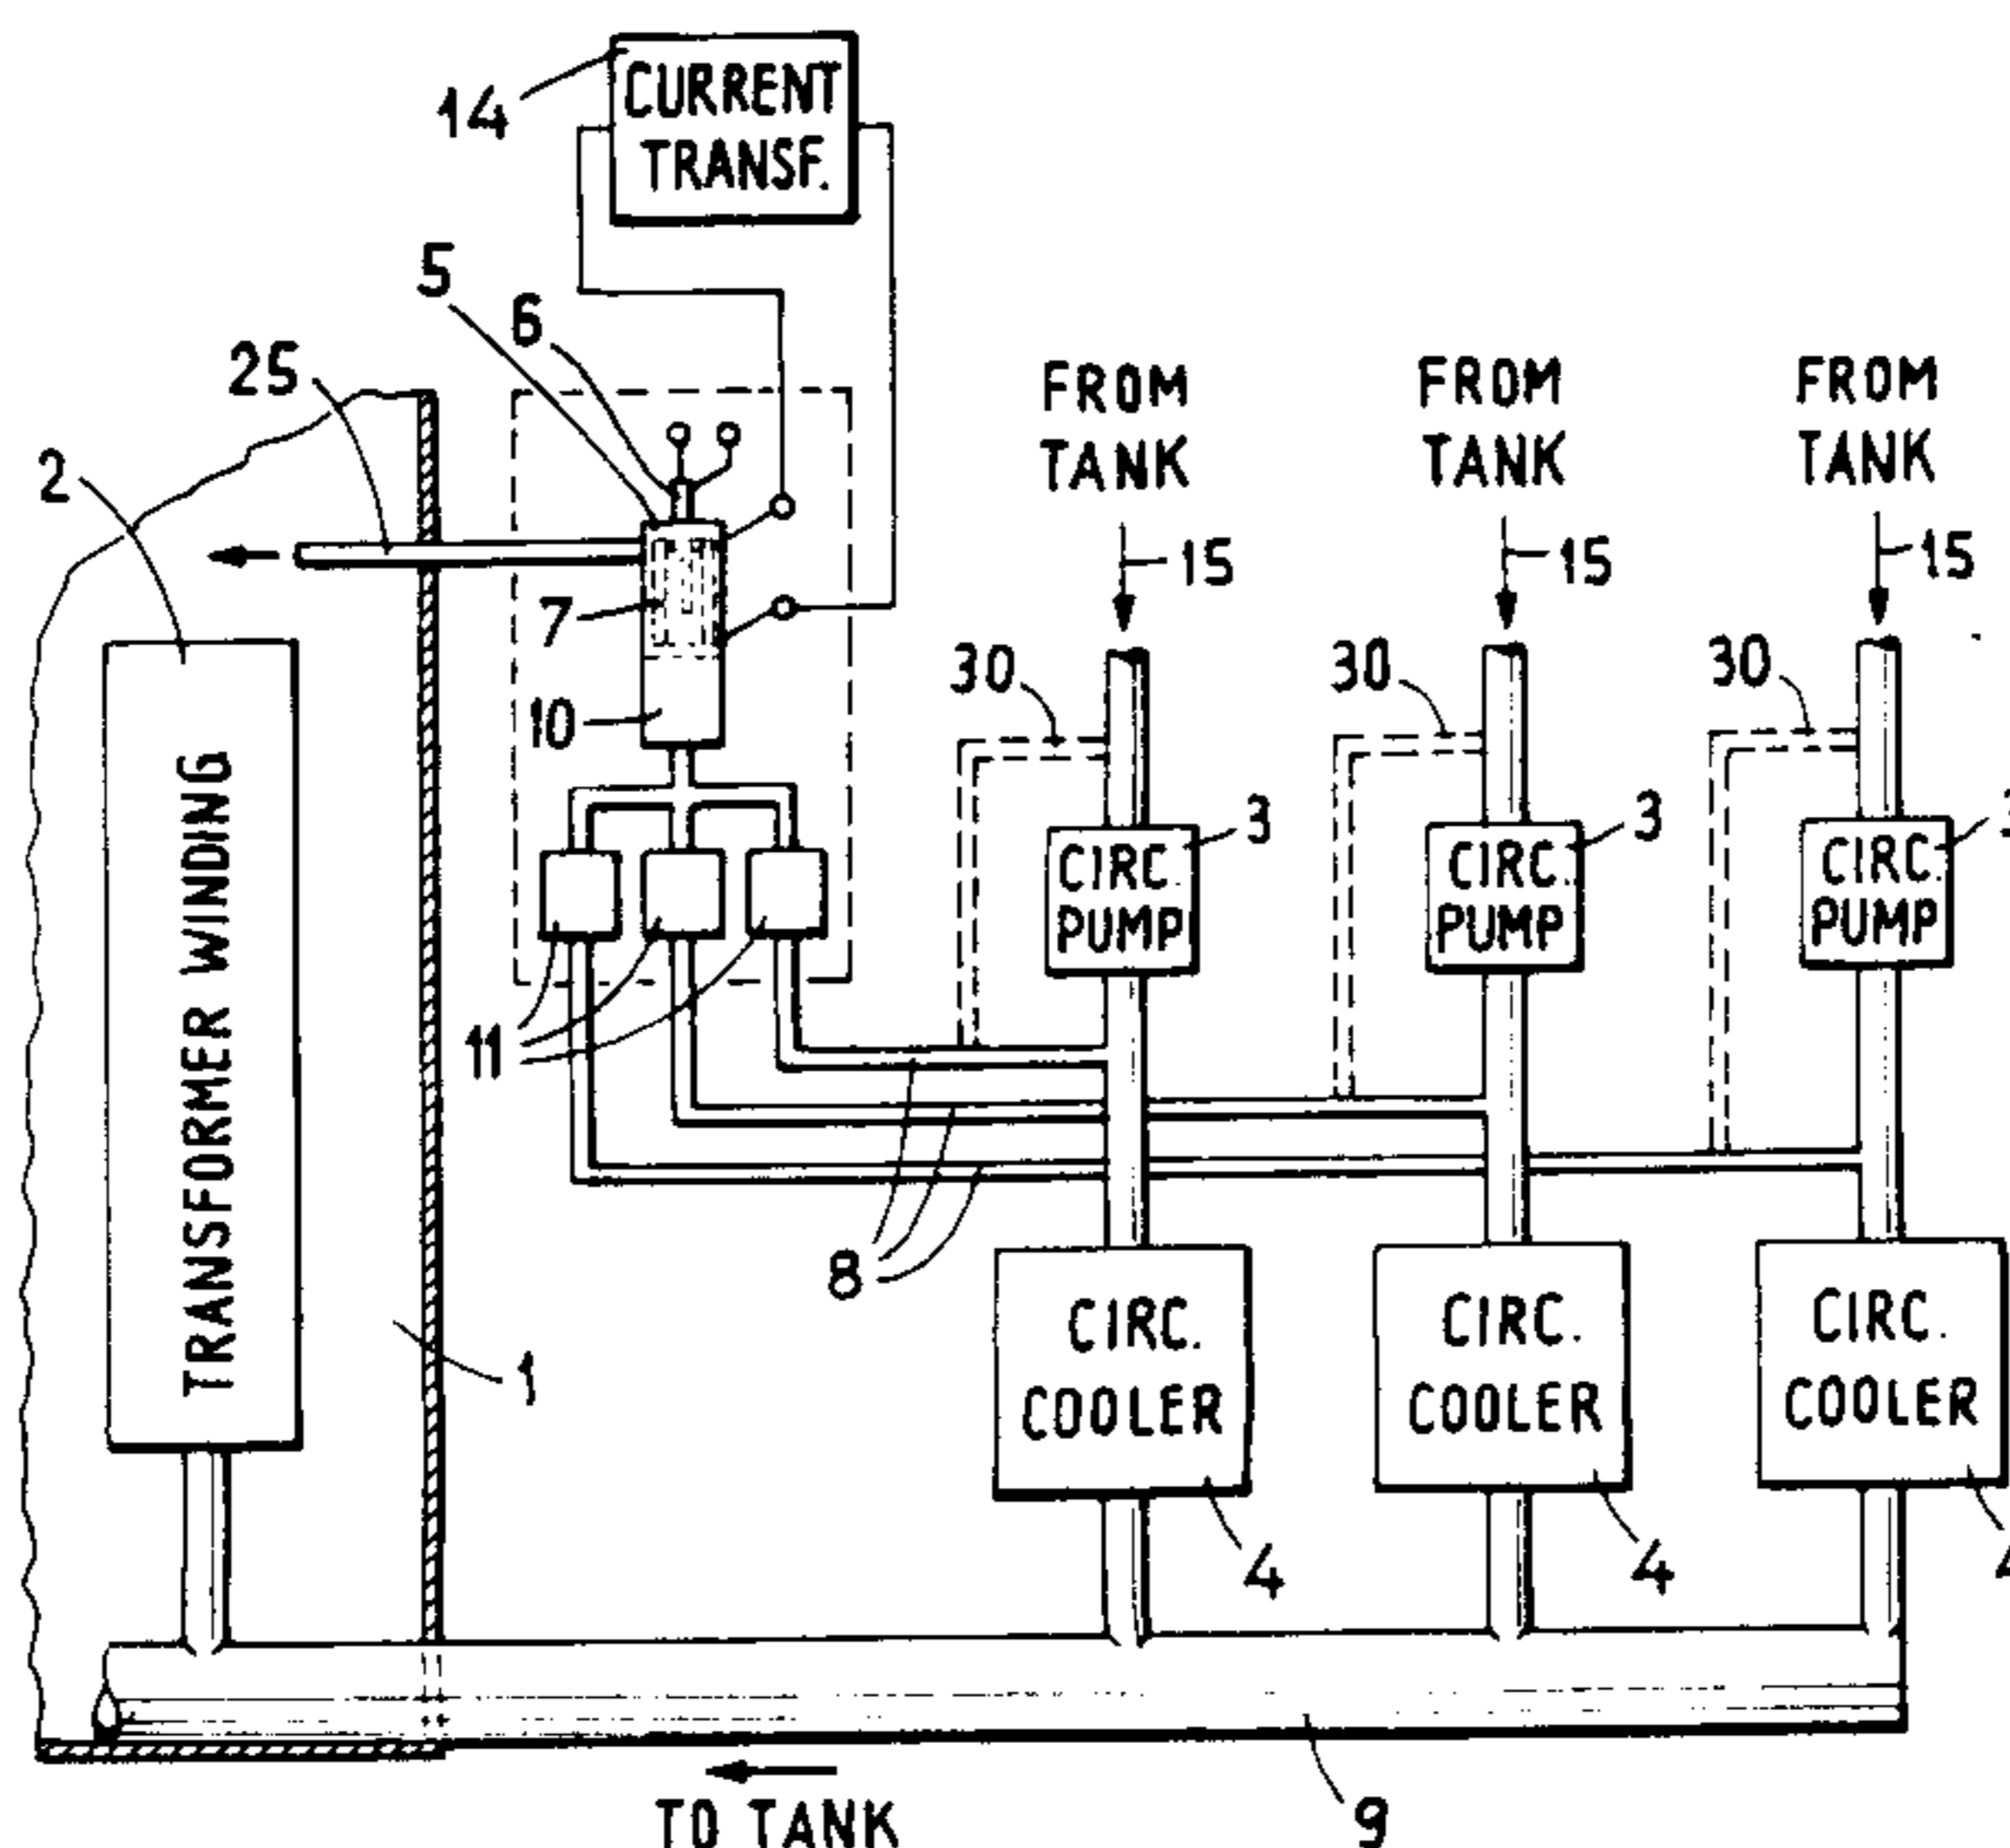 CURRENT
TRANSF.
14
5
6
25
2
FROM
TANK
FROM
TANK
FROM
TANK
15
15
15
7
30
30
30
10
3
3
3
CIRC.
PUMP
CIRC.
PUMP
CIRC.
PUMP
TRANSFORMER WINDING
11
8
1
CIRC.
COOLER
CIRC.
COOLER
CIRC.
COOLER
4
4
4
9
TO TANK